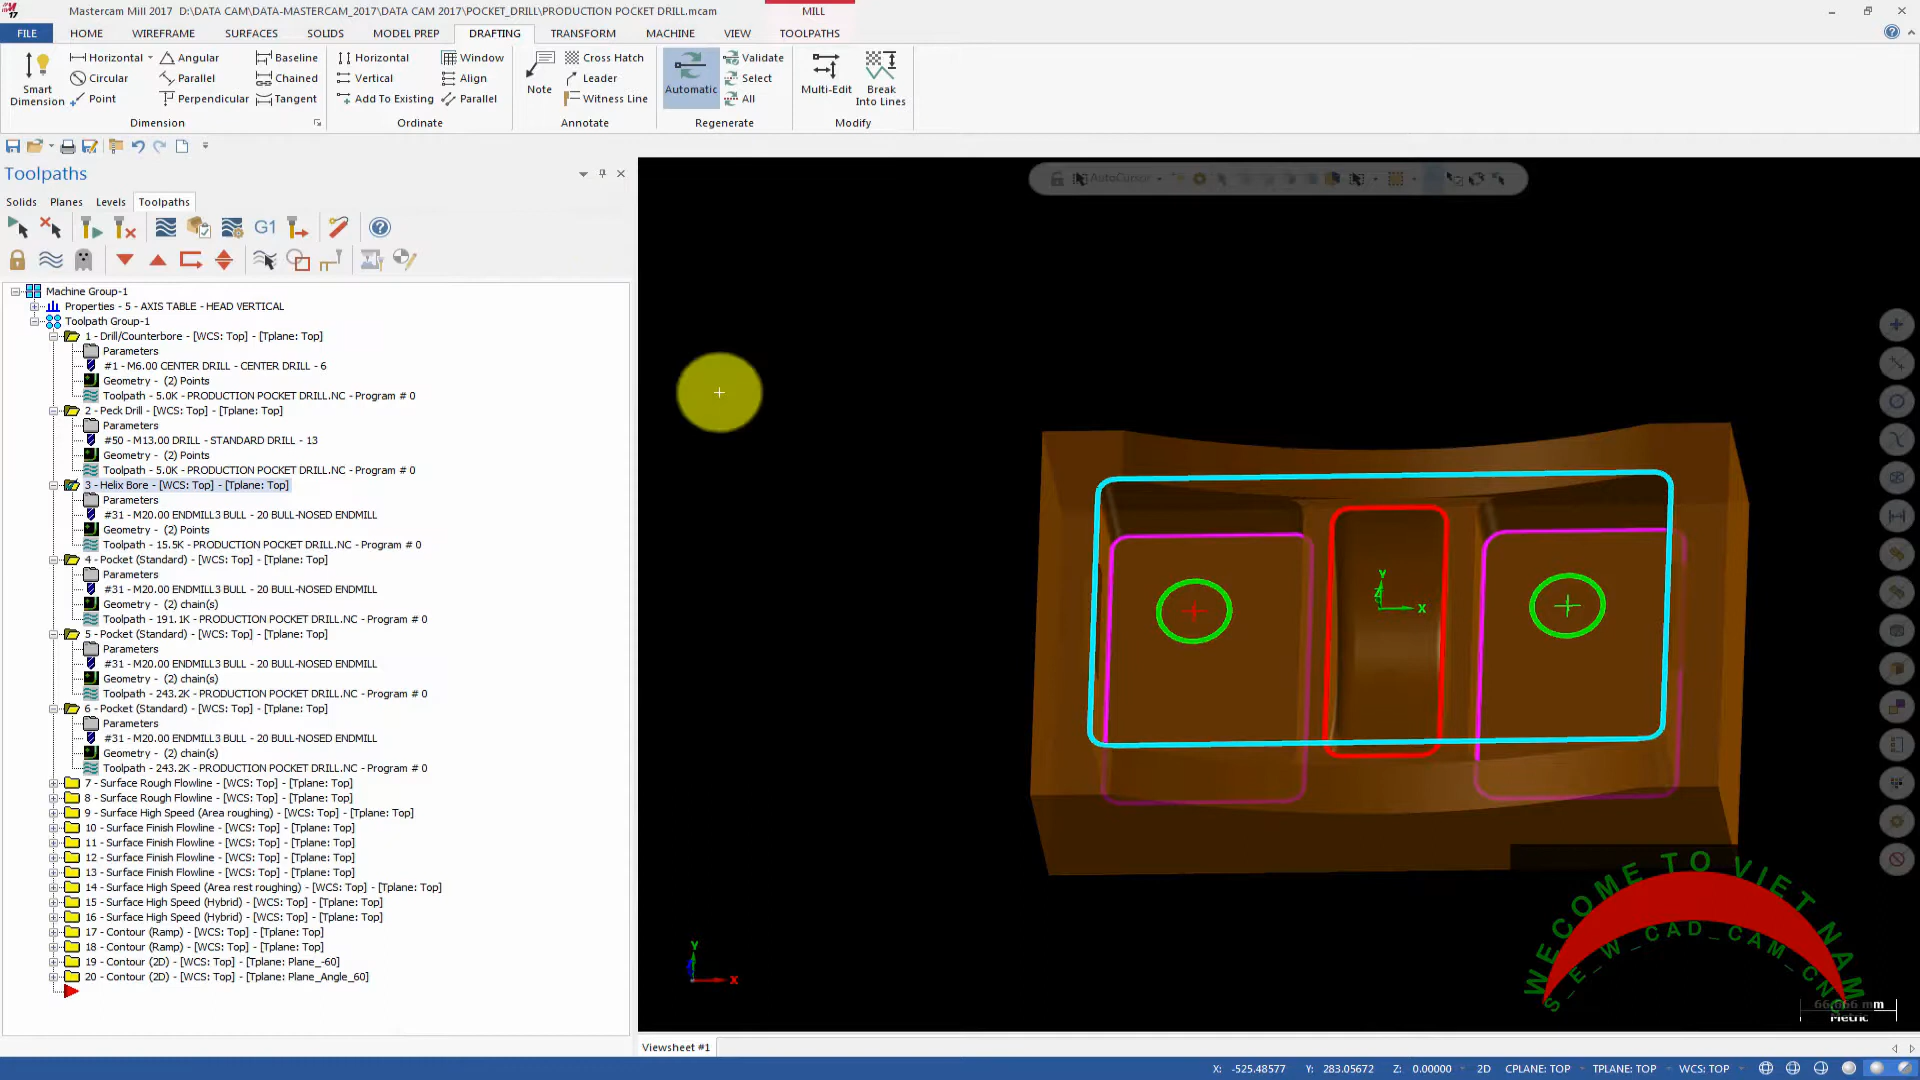 Mastercam Mill 2017 D:\DATA CAM\DATA-MASTERCAM_2017\DATA CAM 2017\POCKET_DRILL\PRODUCTION POCKET DRILL.mcam
MILL
FILE HOME WIREFRAME SURFACES SOLIDS MODEL PREP DRAFTING TRANSFORM MACHINE VIEW TOOLPATHS
Smart Dimension
Horizontal Angular Baseline
Circular Parallel Chained
Point Perpendicular Tangent
Dimension
Horizontal Window
Vertical Align
Add To Existing Parallel
Ordinate
Note
Cross Hatch
Leader
Witness Line
Annotate
Automatic
Validate
Select
All
Regenerate
Multi-Edit
Break Into Lines
Modify
Toolpaths
Solids Planes Levels Toolpaths
G1
Machine Group-1
Properties - 5 - AXIS TABLE - HEAD VERTICAL
Toolpath Group-1
1 - Drill/Counterbore - [WCS: Top] - [Tplane: Top]
Parameters
#1 - M6.00 CENTER DRILL - CENTER DRILL - 6
Geometry - (2) Points
Toolpath - 5.0K - PRODUCTION POCKET DRILL.NC - Program # 0
2 - Peck Drill - [WCS: Top] - [Tplane: Top]
Parameters
#50 - M13.00 DRILL - STANDARD DRILL - 13
Geometry - (2) Points
Toolpath - 5.0K - PRODUCTION POCKET DRILL.NC - Program # 0
3 - Helix Bore - [WCS: Top] - [Tplane: Top]
Parameters
#31 - M20.00 ENDMILL3 BULL - 20 BULL-NOSED ENDMILL
Geometry - (2) Points
Toolpath - 15.5K - PRODUCTION POCKET DRILL.NC - Program # 0
4 - Pocket (Standard) - [WCS: Top] - [Tplane: Top]
Parameters
#31 - M20.00 ENDMILL3 BULL - 20 BULL-NOSED ENDMILL
Geometry - (2) chain(s)
Toolpath - 191.1K - PRODUCTION POCKET DRILL.NC - Program # 0
5 - Pocket (Standard) - [WCS: Top] - [Tplane: Top]
Parameters
#31 - M20.00 ENDMILL3 BULL - 20 BULL-NOSED ENDMILL
Geometry - (2) chain(s)
Toolpath - 243.2K - PRODUCTION POCKET DRILL.NC - Program # 0
6 - Pocket (Standard) - [WCS: Top] - [Tplane: Top]
Parameters
#31 - M20.00 ENDMILL3 BULL - 20 BULL-NOSED ENDMILL
Geometry - (2) chain(s)
Toolpath - 243.2K - PRODUCTION POCKET DRILL.NC - Program # 0
7 - Surface Rough Flowline - [WCS: Top] - [Tplane: Top]
8 - Surface Rough Flowline - [WCS: Top] - [Tplane: Top]
9 - Surface High Speed (Area roughing) - [WCS: Top] - [Tplane: Top]
10 - Surface Finish Flowline - [WCS: Top] - [Tplane: Top]
11 - Surface Finish Flowline - [WCS: Top] - [Tplane: Top]
12 - Surface Finish Flowline - [WCS: Top] - [Tplane: Top]
13 - Surface Finish Flowline - [WCS: Top] - [Tplane: Top]
14 - Surface High Speed (Area rest roughing) - [WCS: Top] - [Tplane: Top]
15 - Surface High Speed (Hybrid) - [WCS: Top] - [Tplane: Top]
16 - Surface High Speed (Hybrid) - [WCS: Top] - [Tplane: Top]
17 - Contour (Ramp) - [WCS: Top] - [Tplane: Top]
18 - Contour (Ramp) - [WCS: Top] - [Tplane: Top]
19 - Contour (2D) - [WCS: Top] - [Tplane: Plane_-60]
20 - Contour (2D) - [WCS: Top] - [Tplane: Plane_Angle_60]
AutoCursor
Y
Z
X
Y
X
WECOME TO VIET NAM
S_E_W_CAD_CAM_CNC
mm
Metric
Viewsheet #1
X: -525.48577 Y: 283.05672 Z: 0.00000 2D CPLANE: TOP TPLANE: TOP WCS: TOP